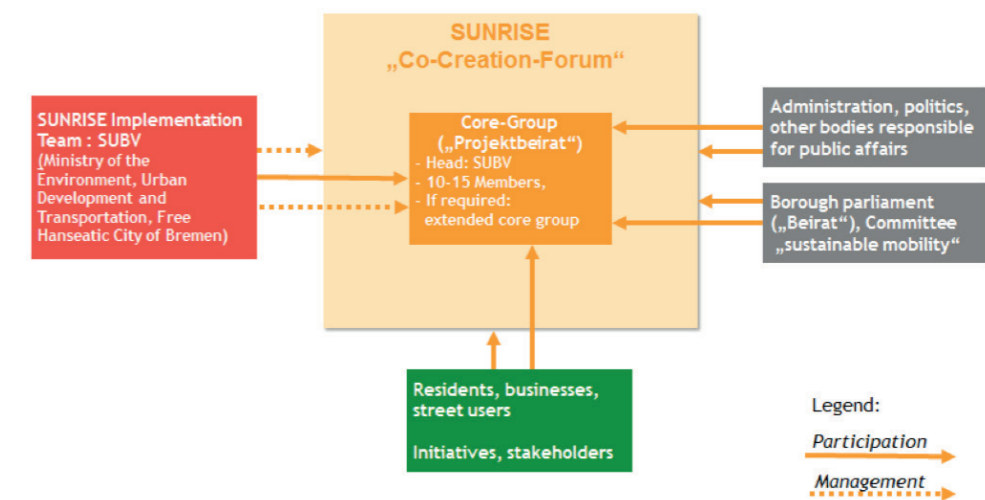 SUNRISE
„Co-Creation-Forum“
SUNRISE Implementation
Team : SUBV
(Ministry of the
Environment, Urban
Development and
Transportation, Free
Hanseatic City of Bremen)
Core-Group
(„Projektbeirat“)
- Head: SUBV
- 10-15 Members,
- If required:
extended core group
Administration, politics,
other bodies responsible
for public affairs
Borough parliament
(„Beirat“), Committee
„sustainable mobility“
Residents, businesses,
street users
Initiatives, stakeholders
Legend:
Participation
Management